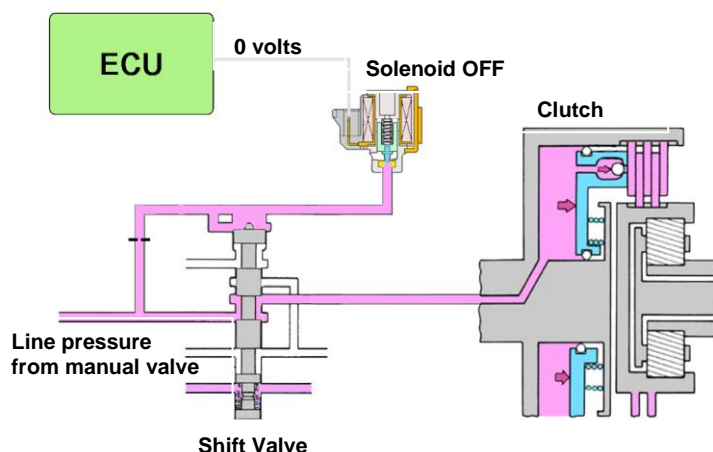 ECU
0 volts
Solenoid OFF
Clutch
Line pressure
from manual valve
Shift Valve